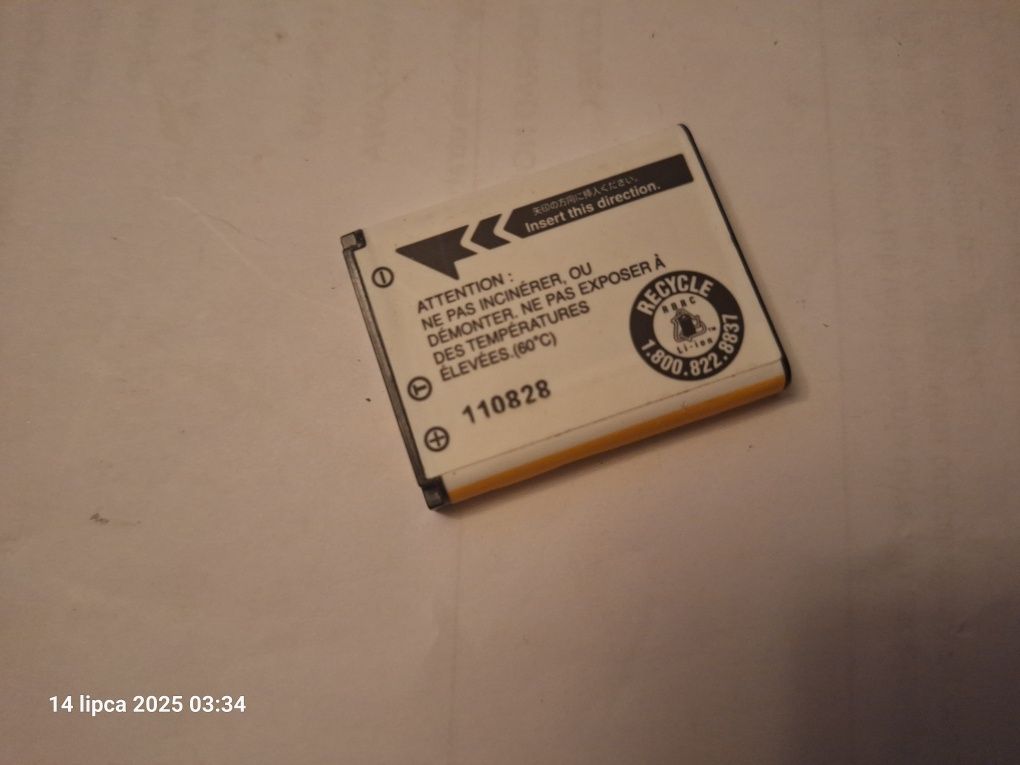 矢印の方向に挿入ください。
Insert this direction.
ATTENTION :
NE PAS INCINÉRER, OU
DÉMONTER. NE PAS EXPOSER À
DES TEMPÉRATURES
ÉLEVÉES.(60°C)
110828
RECYCLE
RBRC
Li-ion
1.800.822.8837
T
14 lipca 2025 03:34